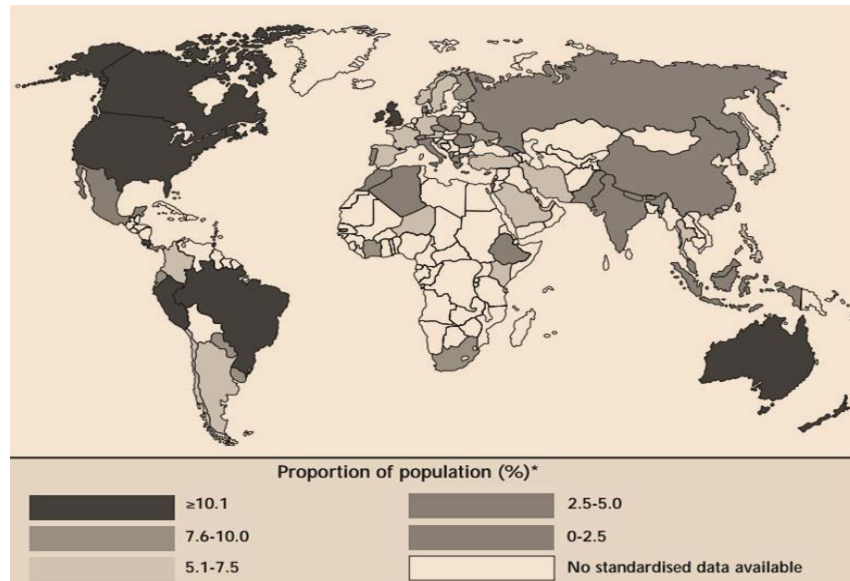 Proportion of population (%)*
≥10.1
7.6-10.0
5.1-7.5
2.5-5.0
0-2.5
No standardised data available